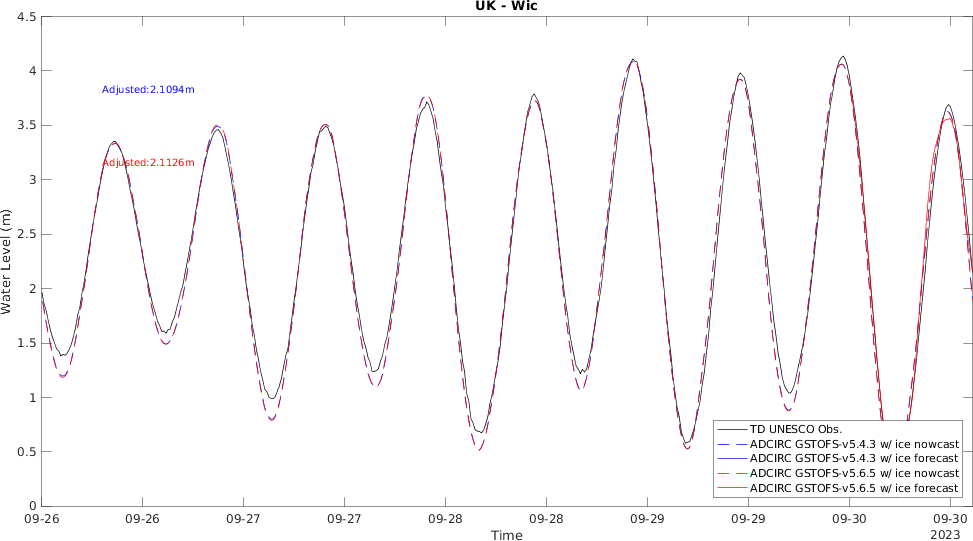 UK - Wic
4.5
4
3.5
3
2.5
2
1.5
1
0.5
0
Water Level (m)
Adjusted:2.1094m
Adjusted:2.1126m
TD UNESCO Obs.
ADCIRC GSTOFS-v5.4.3 w/ ice nowcast
ADCIRC GSTOFS-v5.4.3 w/ ice forecast
ADCIRC GSTOFS-v5.6.5 w/ ice nowcast
ADCIRC GSTOFS-v5.6.5 w/ ice forecast
09-26 09-26 09-27 09-27 09-28 09-28 09-29 09-29 09-30 09-30
2023
Time